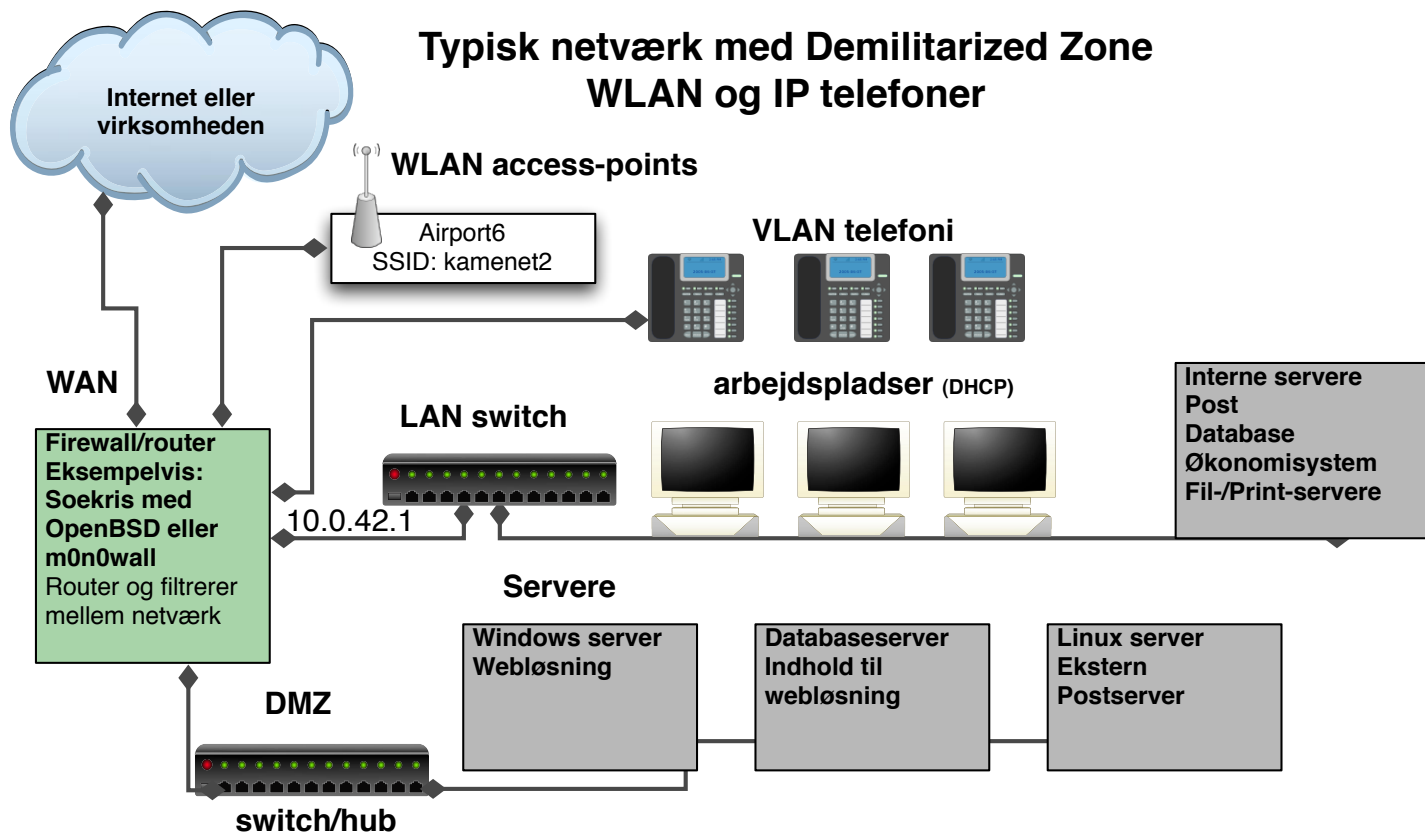 Typisk netværk med Demilitarized Zone
WLAN og IP telefoner
Internet eller
virksomheden
WLAN access-points
Airport6
SSID: kamenet2
VLAN telefoni
WAN
arbejdspladser (DHCP)
LAN switch
Interne servere
Post
Database
Økonomisystem
Fil-/Print-servere
Firewall/router
Eksempelvis:
Soekris med
OpenBSD eller
m0n0wall
Router og filtrerer
mellem netværk
10.0.42.1
Servere
Windows server
Webløsning
Databaseserver
Indhold til
webløsning
Linux server
Ekstern
Postserver
DMZ
switch/hub